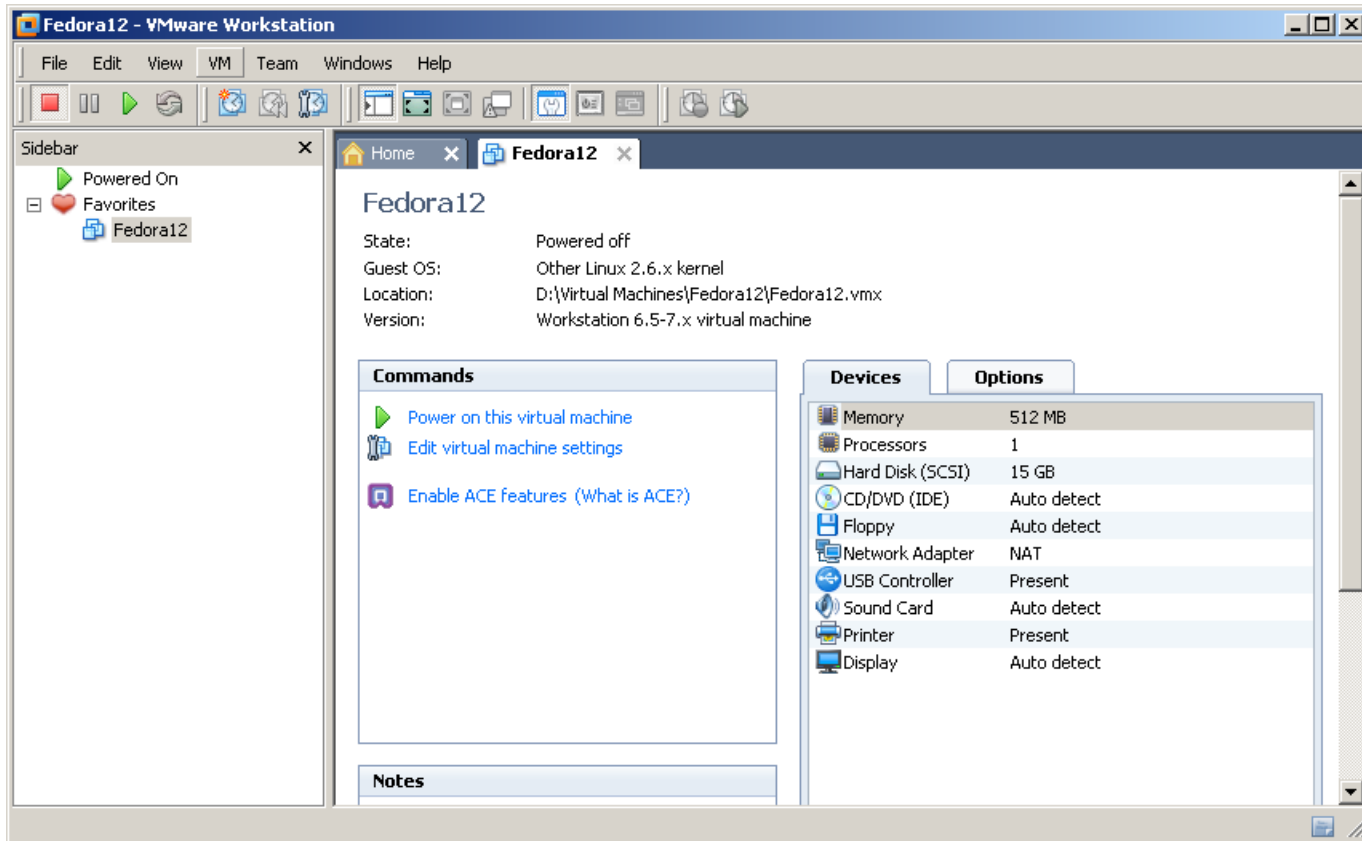 Fedora12 - VMware Workstation
File Edit View VM Team Windows Help
Sidebar
Powered On
Favorites
Fedora12
Home
Fedora12
Fedora12
State: Powered off
Guest OS: Other Linux 2.6.x kernel
Location: D:\Virtual Machines\Fedora12\Fedora12.vmx
Version: Workstation 6.5-7.x virtual machine
Commands
Power on this virtual machine
Edit virtual machine settings
Enable ACE features (What is ACE?)
Notes
Devices Options
Memory 512 MB
Processors 1
Hard Disk (SCSI) 15 GB
CD/DVD (IDE) Auto detect
Floppy Auto detect
Network Adapter NAT
USB Controller Present
Sound Card Auto detect
Printer Present
Display Auto detect